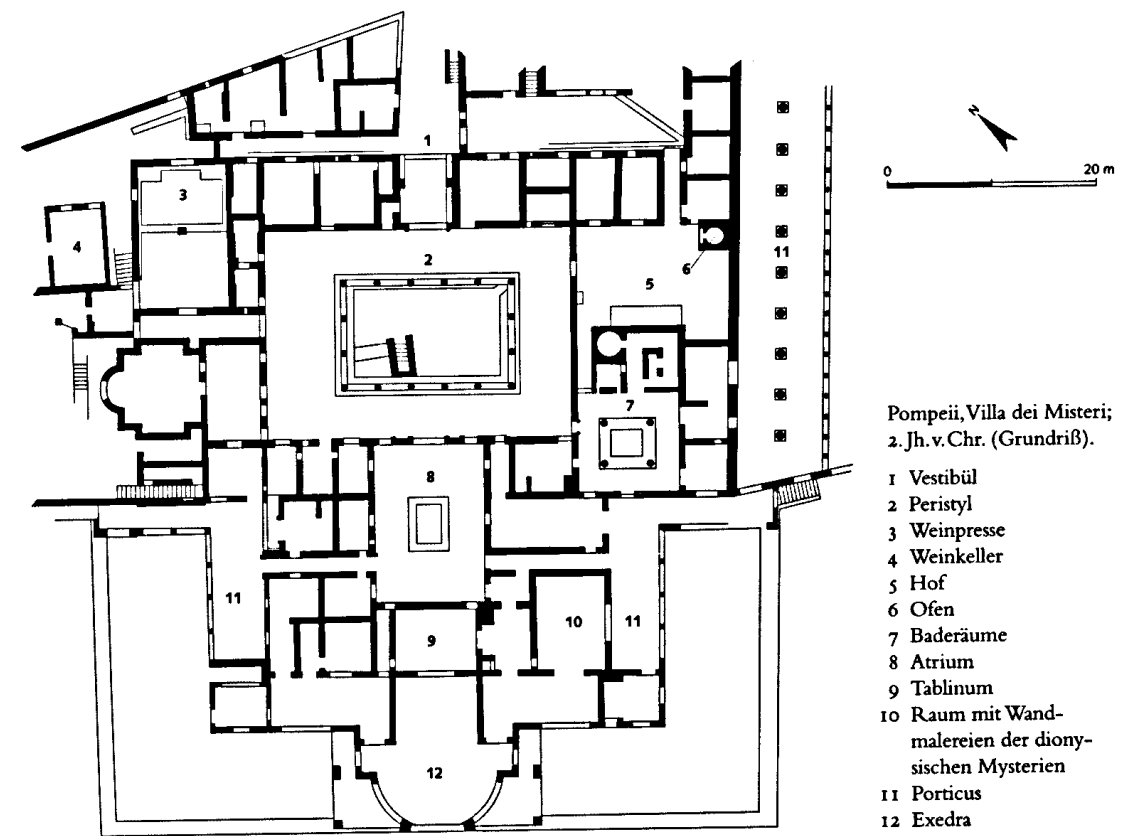 1
3
4
2
5
6
11
7
8
11
9
10
11
12
N
0 20 m
Pompeii, Villa dei Misteri;
2. Jh. v. Chr. (Grundriß).
1 Vestibül
2 Peristyl
3 Weinpresse
4 Weinkeller
5 Hof
6 Ofen
7 Baderäume
8 Atrium
9 Tablinum
10 Raum mit Wand-
malereien der diony-
sischen Mysterien
11 Porticus
12 Exedra